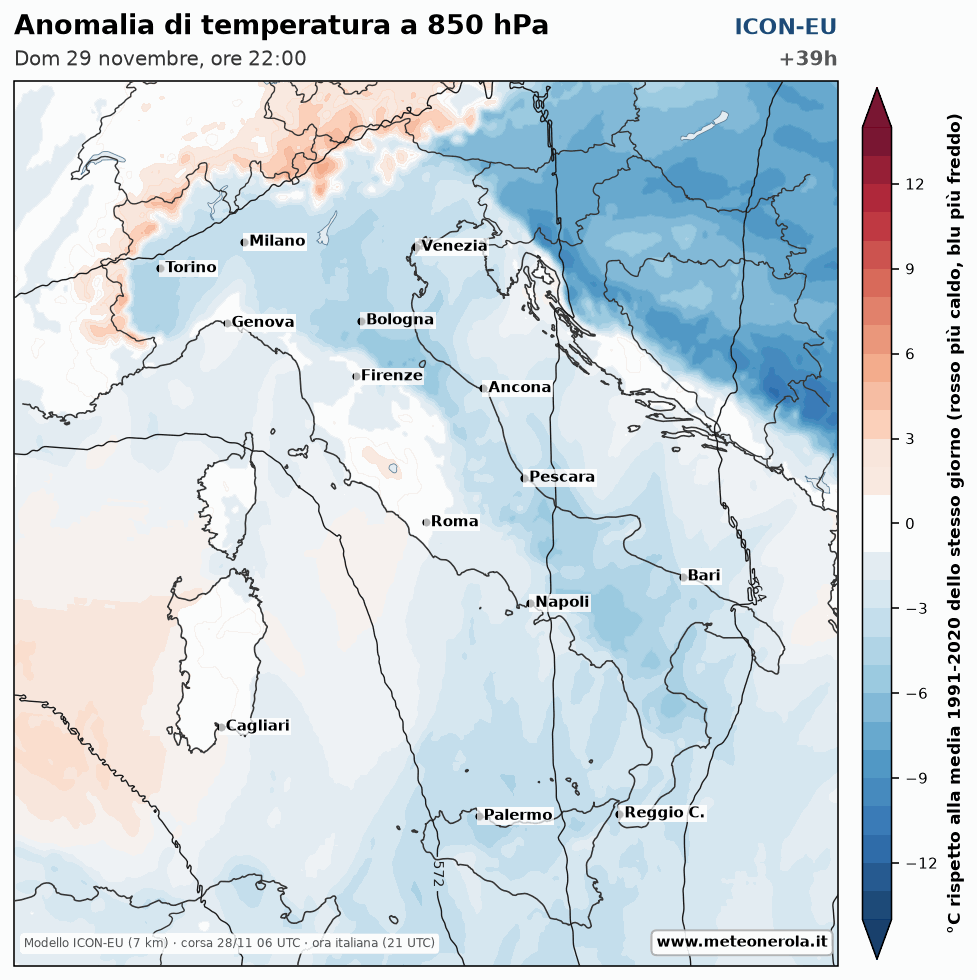 Anomalia di temperatura a 850 hPa
ICON-EU
Dom 29 novembre, ore 22:00
+39h
Milano
Venezia
Torino
Genova
Bologna
Firenze
Ancona
Pescara
Roma
Bari
Napoli
Cagliari
Palermo
Reggio C.
572
Modello ICON-EU (7 km) · corsa 28/11 06 UTC · ora italiana (21 UTC)
www.meteonerola.it
12
9
6
3
0
−3
−6
−9
−12
°C rispetto alla media 1991-2020 dello stesso giorno (rosso più caldo, blu più freddo)